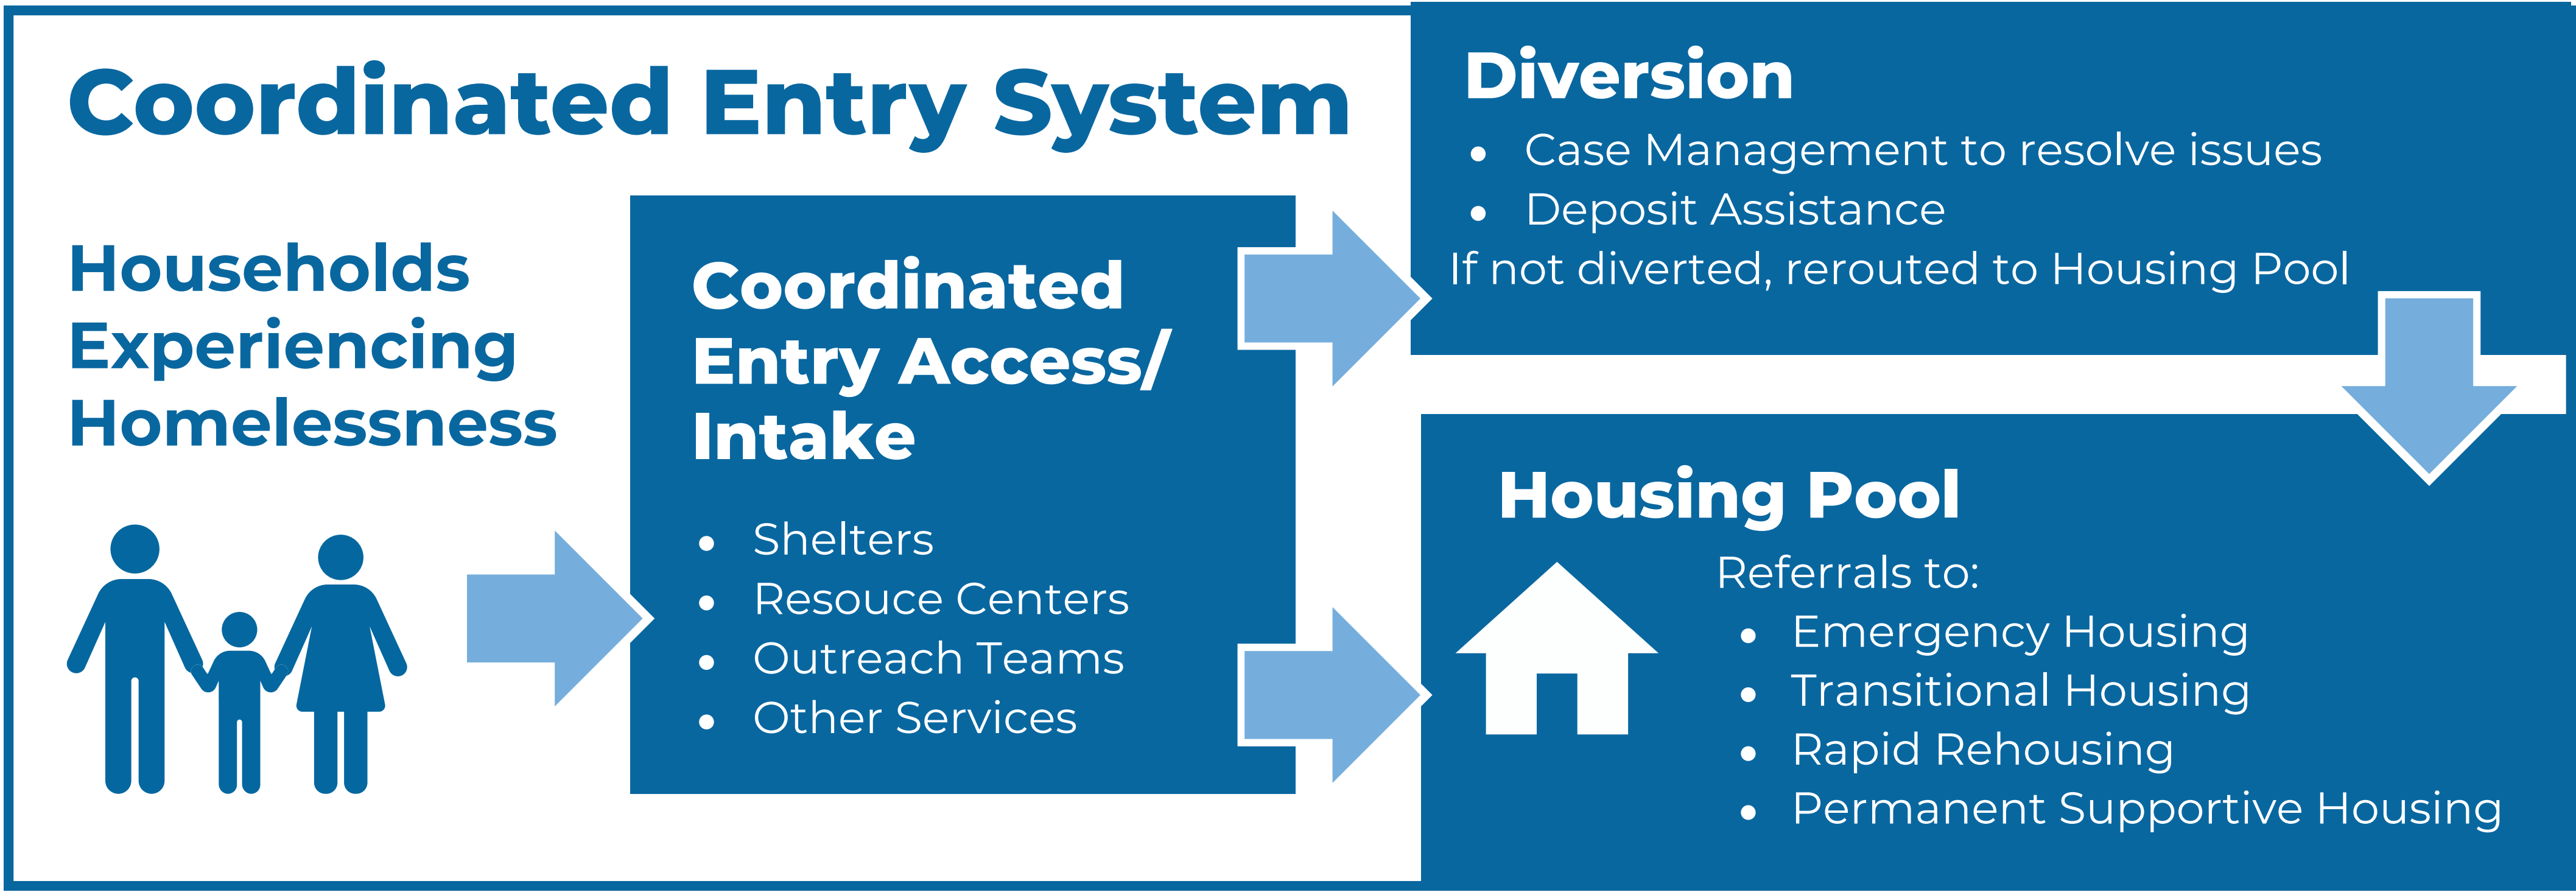 Coordinated Entry System
Households
Experiencing
Homelessness
Coordinated
Entry Access/
Intake
• Shelters
• Resouce Centers
• Outreach Teams
• Other Services
Diversion
• Case Management to resolve issues
• Deposit Assistance
If not diverted, rerouted to Housing Pool
Housing Pool
Referrals to:
• Emergency Housing
• Transitional Housing
• Rapid Rehousing
• Permanent Supportive Housing